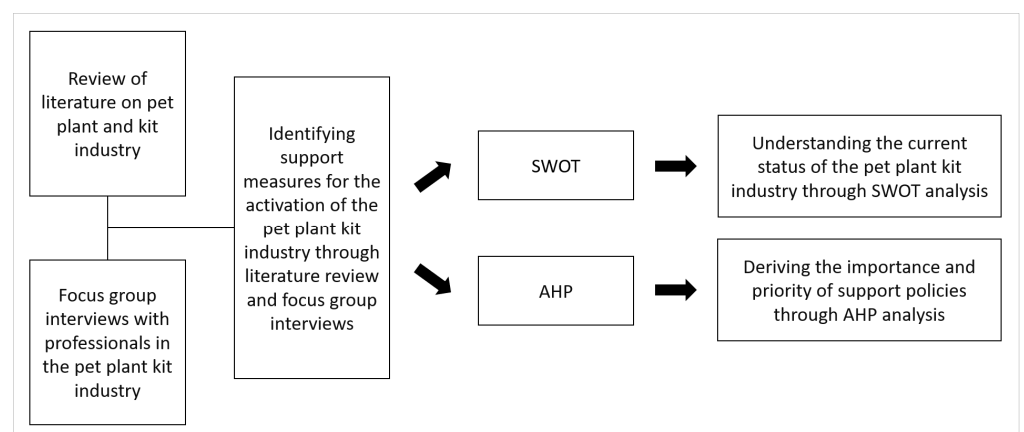 Review of
literature on pet
plant and kit
industry
Focus group
interviews with
professionals in
the pet plant kit
industry
Identifying
support
measures for the
activation of the
pet plant kit
industry through
literature review
and focus group
interviews
SWOT
Understanding the current
status of the pet plant kit
industry through SWOT analysis
AHP
Deriving the importance and
priority of support policies
through AHP analysis